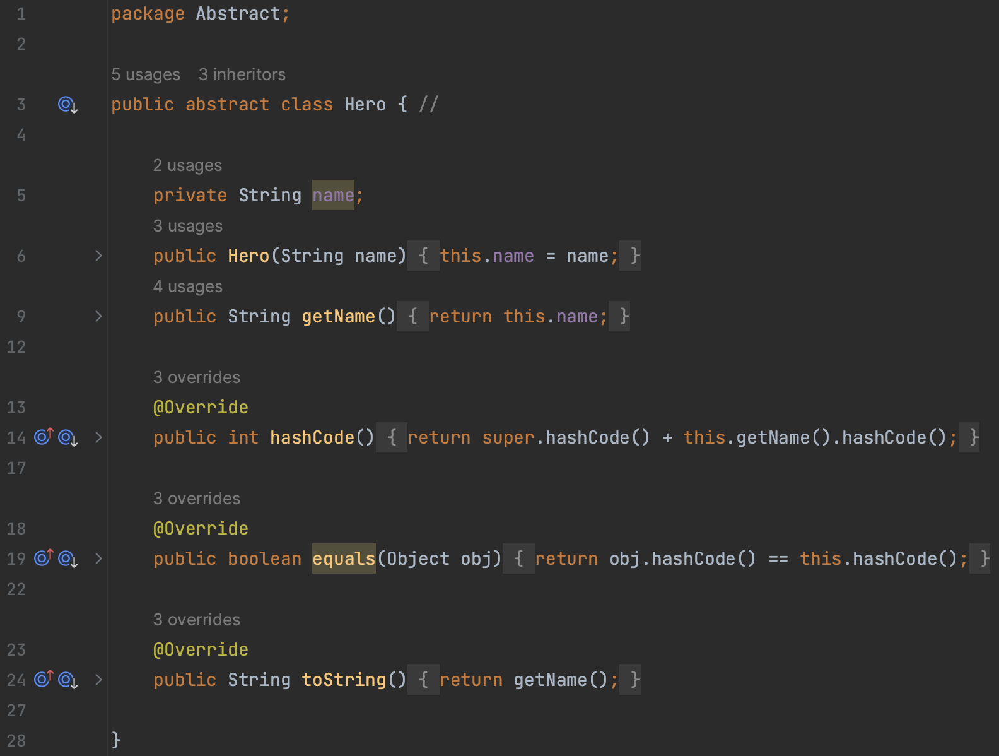 1 package Abstract;
2
5 usages 3 inheritors
3 public abstract class Hero { //
4
2 usages
5 private String name;
3 usages
6 public Hero(String name) { this.name = name; }
4 usages
9 public String getName() { return this.name; }
12
3 overrides
13 @Override
14 public int hashCode() { return super.hashCode() + this.getName().hashCode(); }
17
3 overrides
18 @Override
19 public boolean equals(Object obj) { return obj.hashCode() == this.hashCode(); }
22
3 overrides
23 @Override
24 public String toString() { return getName(); }
27
28 }